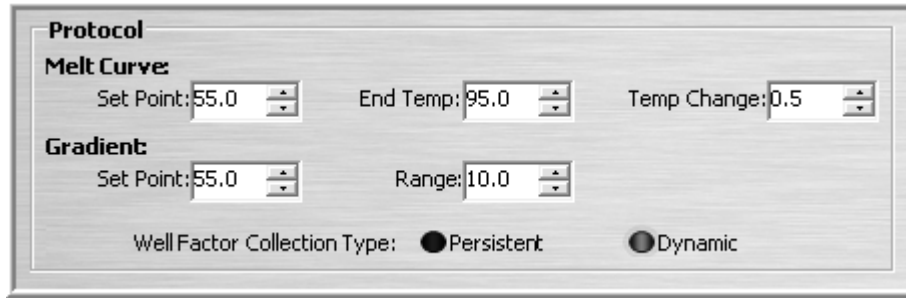 Protocol
Melt Curve:
Set Point: 55.0 End Temp: 95.0 Temp Change: 0.5
Gradient:
Set Point: 55.0 Range: 10.0
Well Factor Collection Type: Persistent Dynamic